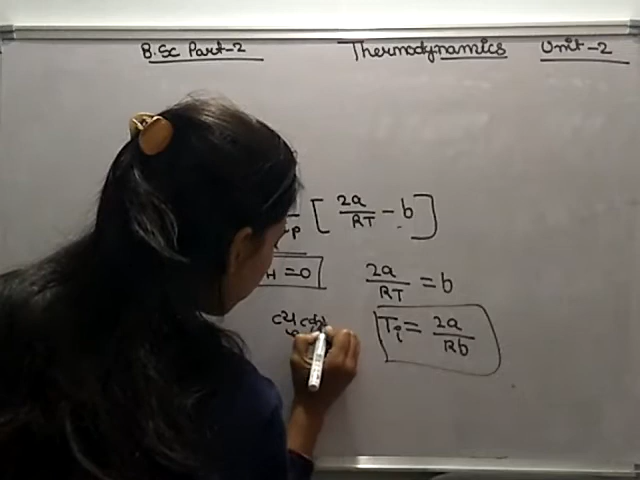 B.Sc Part-2 Thermodynamics Unit-2
[ 2a/RT - b ]
H = 0
2a/RT = b
Ti = 2a/Rb